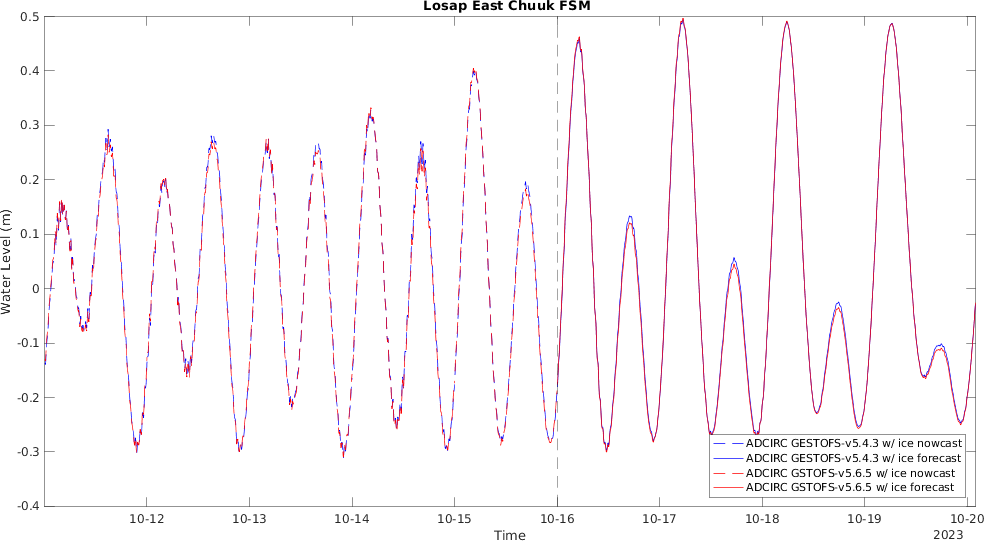 Losap East Chuuk FSM
0.5
0.4
0.3
0.2
0.1
0
-0.1
-0.2
-0.3
-0.4
Water Level (m)
ADCIRC GESTOFS-v5.4.3 w/ ice nowcast
ADCIRC GESTOFS-v5.4.3 w/ ice forecast
ADCIRC GSTOFS-v5.6.5 w/ ice nowcast
ADCIRC GSTOFS-v5.6.5 w/ ice forecast
10-12 10-13 10-14 10-15 10-16 10-17 10-18 10-19 10-20
Time 2023